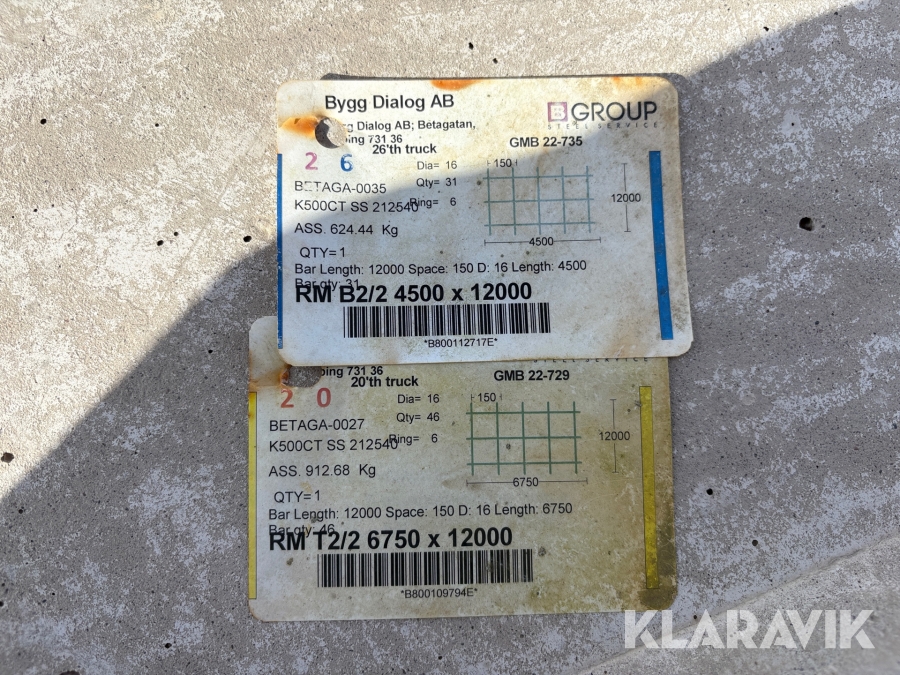 Bygg Dialog AB
B GROUP
STEEL SERVICE
Dialog AB; Betagatan,
731 36
GMB 22-735
2 6
26'th truck
Dia= 16
150
BETAGA-0035
Qty= 31
12000
K500CT SS 212540
Ring= 6
ASS. 624.44 Kg
4500
QTY=1
Bar Length: 12000 Space: 150 D: 16 Length: 4500
Bar qty: 31
RM B2/2 4500 x 12000
*B800112717E*
731 36
20'th truck
GMB 22-729
2 0
Dia= 16
150
Qty= 46
BETAGA-0027
12000
K500CT SS 212540
Ring= 6
ASS. 912.68 Kg
6750
QTY=1
Bar Length: 12000 Space: 150 D: 16 Length: 6750
Bar qty: 46
RM T2/2 6750 x 12000
*B800109794E*
KLARAVIK